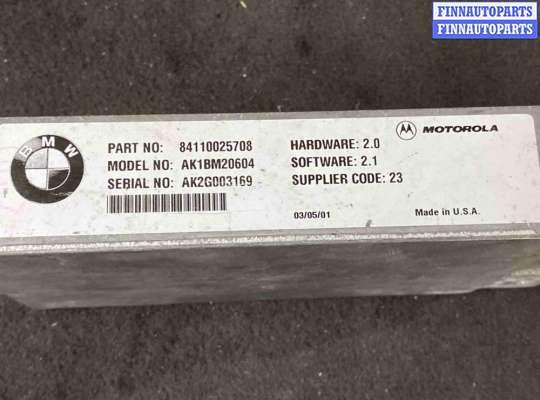 FINNAUTOPARTS
FINNAUTOPARTS
BMW
PART NO: 84110025708
MODEL NO: AK1BM20604
SERIAL NO: AK2G003169
HARDWARE: 2.0
SOFTWARE: 2.1
SUPPLIER CODE: 23
03/05/01
MOTOROLA
Made in U.S.A.